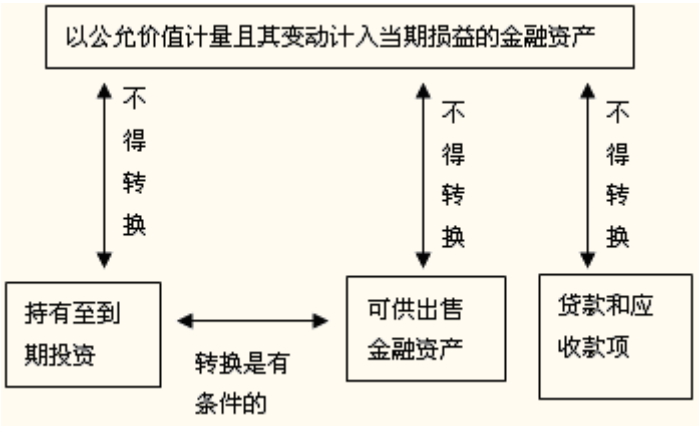 以公允价值计量且其变动计入当期损益的金融资产
不得转换
不得转换
不得转换
持有至到
期投资
转换是有
条件的
可供出售
金融资产
贷款和应
收款项